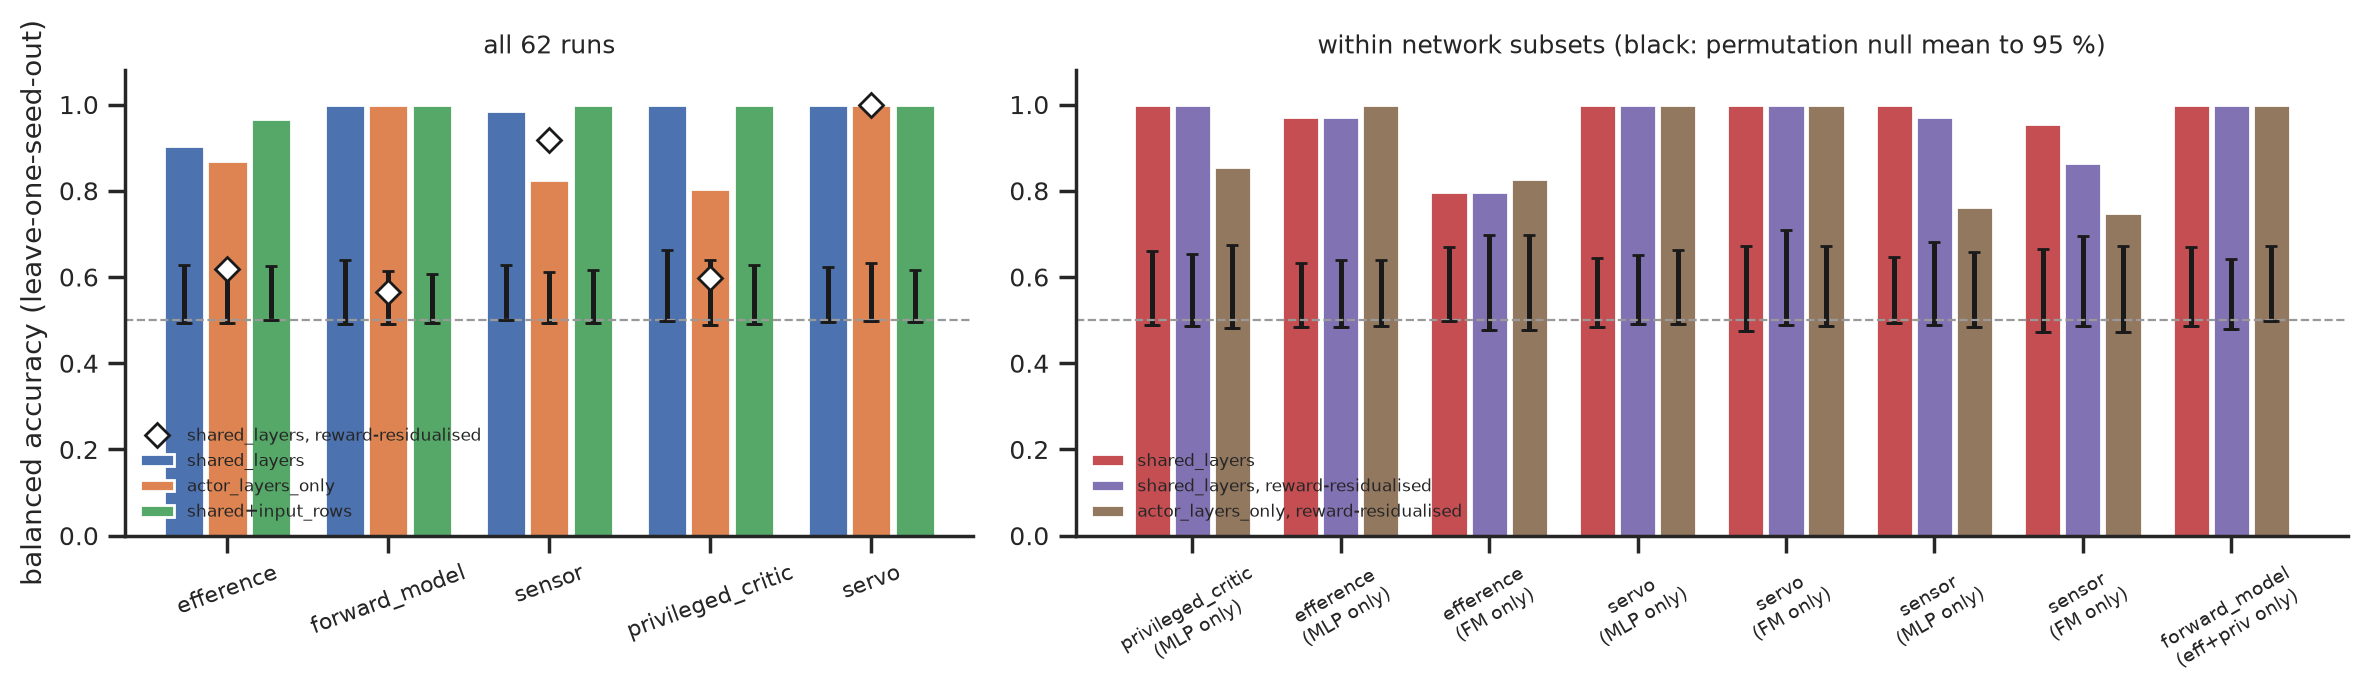 all 62 runs
balanced accuracy (leave-one-seed-out)
1.0
0.8
0.6
0.4
0.2
0.0
shared_layers, reward-residualised
shared_layers
actor_layers_only
shared+input_rows
efference
forward_model
sensor
privileged_critic
servo
within network subsets (black: permutation null mean to 95 %)
1.0
0.8
0.6
0.4
0.2
0.0
shared_layers
shared_layers, reward-residualised
actor_layers_only, reward-residualised
privileged_critic
(MLP only)
efference
(MLP only)
efference
(FM only)
servo
(MLP only)
servo
(FM only)
sensor
(MLP only)
sensor
(FM only)
forward_model
(eff+priv only)